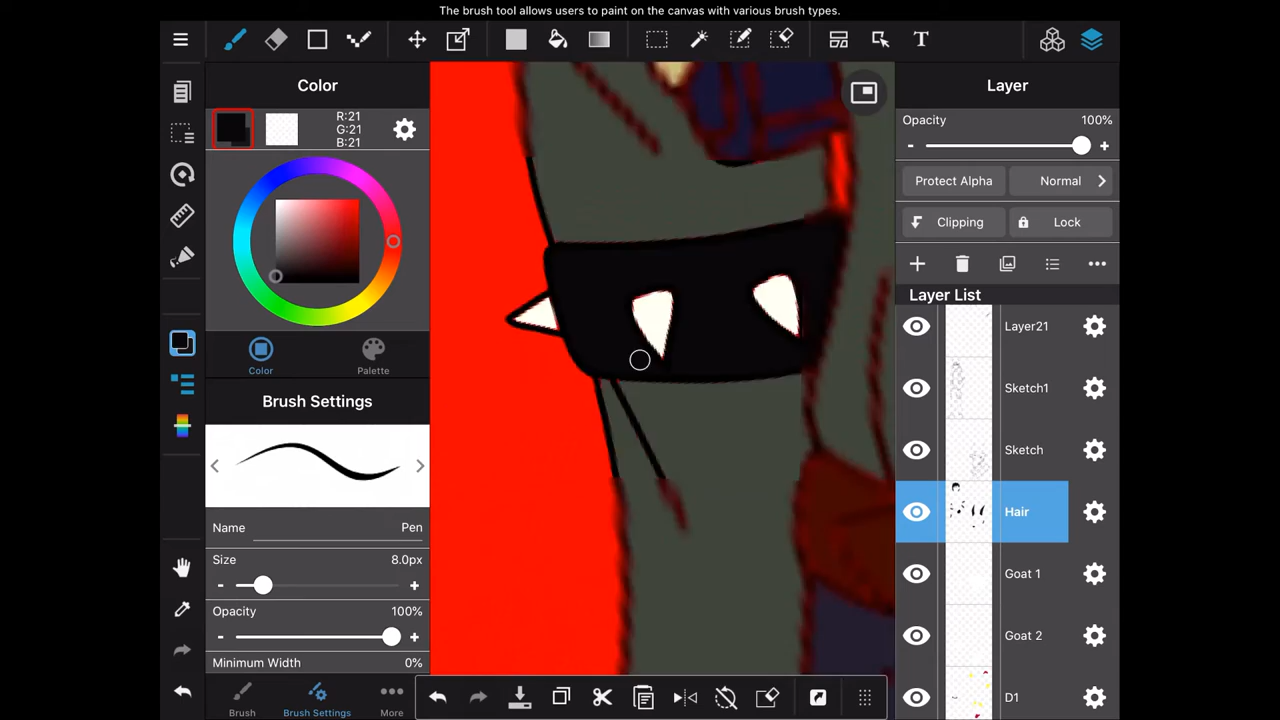 The brush tool allows users to paint on the canvas with various brush types.
T
Color
R:21
G:21
B:21
Color
Palette
Brush Settings
Name
Pen
Size
8.0px
-
+
Opacity
100%
-
+
Minimum Width
0%
Brush
Brush Settings
More
Layer
Opacity
100%
-
+
Protect Alpha
Normal
Clipping
Lock
Layer List
Layer21
Sketch1
Sketch
Hair
Goat 1
Goat 2
D1